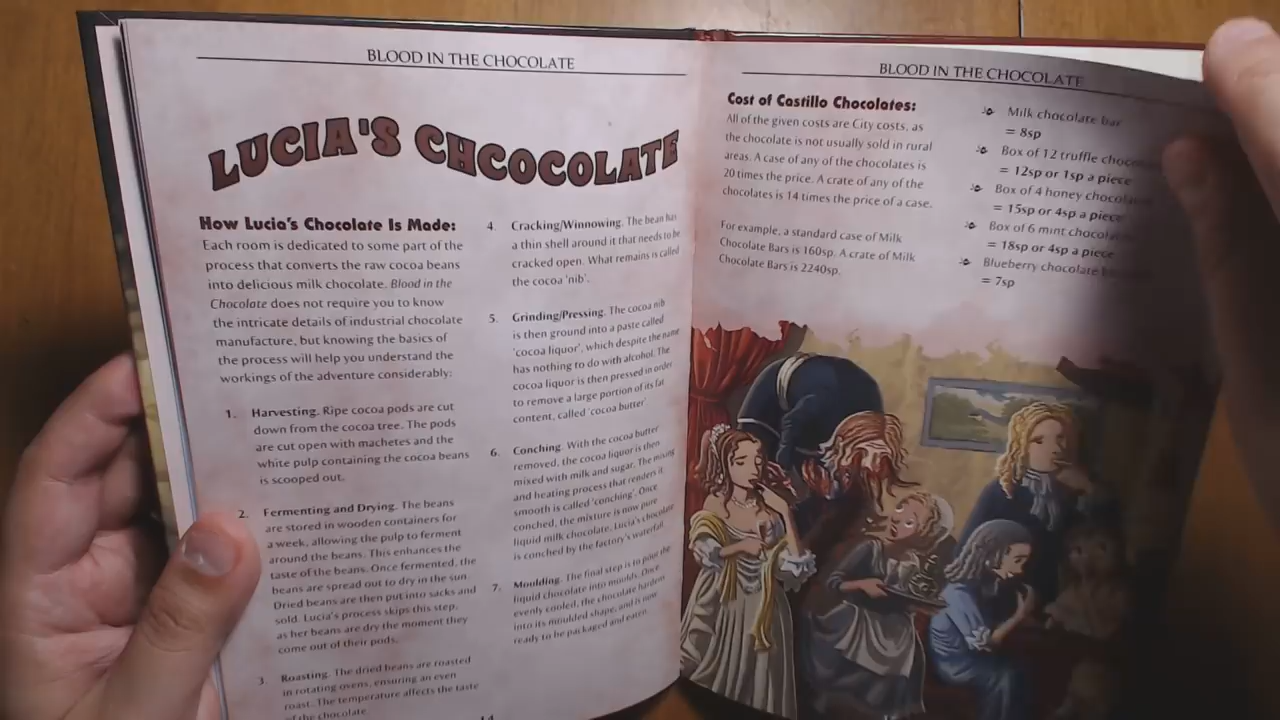 BLOOD IN THE CHOCOLATE
LUCIA'S CHCOCOLATE
How Lucia's Chocolate Is Made:
Each room is dedicated to some part of the
process that converts the raw cocoa beans
into delicious milk chocolate. Blood in the
Chocolate does not require you to know
the intricate details of industrial chocolate
manufacture, but knowing the basics of
the process will help you understand the
workings of the adventure considerably:
1. Harvesting. Ripe cocoa pods are cut
down from the cocoa tree. The pods
are cut open with machetes and the
white pulp containing the cocoa beans
is scooped out.
2. Fermenting and Drying. The beans
are stored in wooden containers for
a week, allowing the pulp to ferment
around the beans. This enhances the
taste of the beans. Once fermented, the
beans are spread out to dry in the sun.
Dried beans are then put into sacks and
sold. Lucia's process skips this step,
as her beans are dry the moment they
come out of their pods.
3. Roasting. The dried beans are roasted
in rotating ovens, ensuring an even
roast. The temperature affects the taste
of the chocolate.
4. Cracking/Winnowing. The bean has
a thin shell around it that needs to be
cracked open. What remains is called
the cocoa 'nib'.
5. Grinding/Pressing. The cocoa nib
is then ground into a paste called
'cocoa liquor', which despite the name
has nothing to do with alcohol. The
cocoa liquor is then pressed in order
to remove a large portion of its fat
content, called 'cocoa butter'.
6. Conching. With the cocoa butter
removed, the cocoa liquor is then
mixed with milk and sugar. The mixing
and heating process that renders it
smooth is called 'conching'. Once
conched, the mixture is now pure
liquid milk chocolate. Lucia's chocolate
is conched by the factory's waterfall.
7. Moulding. The final step is to pour the
liquid chocolate into moulds. Once
evenly cooled, the chocolate hardens
into its moulded shape, and is now
ready to be packaged and eaten.
14
BLOOD IN THE CHOCOLATE
Cost of Castillo Chocolates:
All of the given costs are City costs, as
the chocolate is not usually sold in rural
areas. A case of any of the chocolates is
20 times the price. A crate of any of the
chocolates is 14 times the price of a case.
For example, a standard case of Milk
Chocolate Bars is 160sp. A crate of Milk
Chocolate Bars is 2240sp.
Milk chocolate bar
= 8sp
Box of 12 truffle
= 12sp or 1sp a piece
Box of 4 honey
= 15sp or 4sp a piece
Box of 6 mint
= 18sp or 4sp a piece
Blueberry chocolate
= 7sp